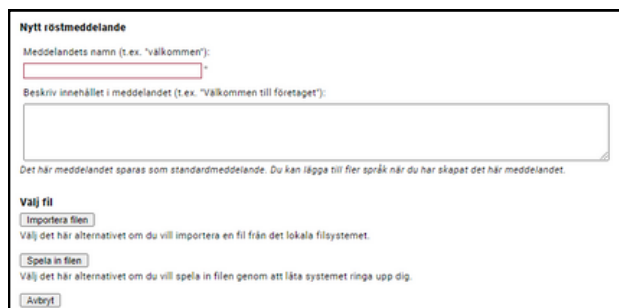 Nytt röstmeddelande
Meddelandets namn (t.ex. "välkommen"):
*
Beskriv innehållet i meddelandet (t.ex. "Välkommen till företaget"):
Det här meddelandet sparas som standardmeddelande. Du kan lägga till fler språk när du har skapat det här meddelandet.
Välj fil
Importera filen
Välj det här alternativet om du vill importera en fil från det lokala filsystemet.
Spela in filen
Välj det här alternativet om du vill spela in filen genom att låta systemet ringa upp dig.
Avbryt